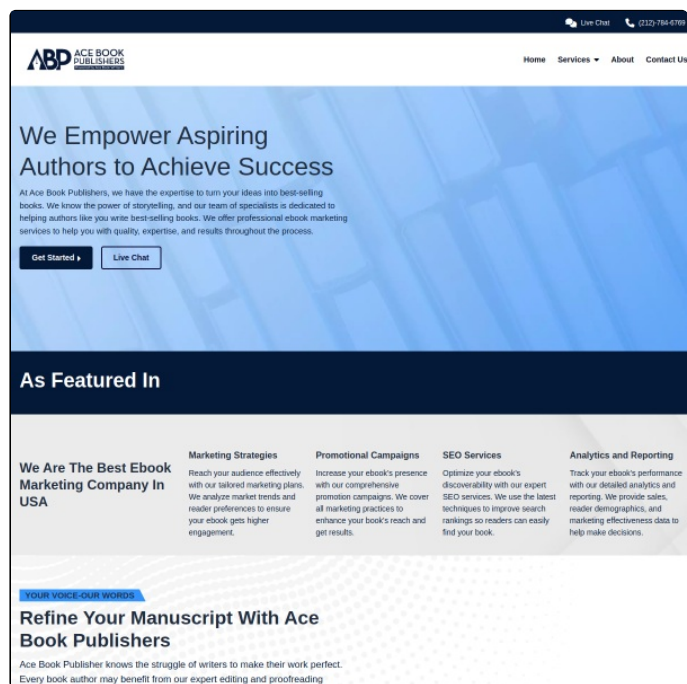 Live Chat (212)-784-6769
ABP ACE BOOK
PUBLISHERS
Home Services About Contact Us
We Empower Aspiring
Authors to Achieve Success
At Ace Book Publishers, we have the expertise to turn your ideas into best-selling
books. We know the power of storytelling, and our team of specialists is dedicated to
helping authors like you write best-selling books. We offer professional ebook marketing
services to help you with quality, expertise, and results throughout the process.
Get Started Live Chat
As Featured In
We Are The Best Ebook
Marketing Company In
USA
Marketing Strategies
Reach your audience effectively
with our tailored marketing plans.
We analyze market trends and
reader preferences to ensure
your ebook gets higher
engagement.
Promotional Campaigns
Increase your ebook's presence
with our comprehensive
promotion campaigns. We cover
all marketing practices to
enhance your book's reach and
get results.
SEO Services
Optimize your ebook's
discoverability with our expert
SEO services. We use the latest
techniques to improve search
rankings so readers can easily
find your book.
Analytics and Reporting
Track your ebook's performance
with our detailed analytics and
reporting. We provide sales,
reader demographics, and
marketing effectiveness data to
help make decisions.
YOUR VOICE-OUR WORDS
Refine Your Manuscript With Ace
Book Publishers
Ace Book Publisher knows the struggle of writers to make their work perfect.
Every book author may benefit from our expert editing and proofreading